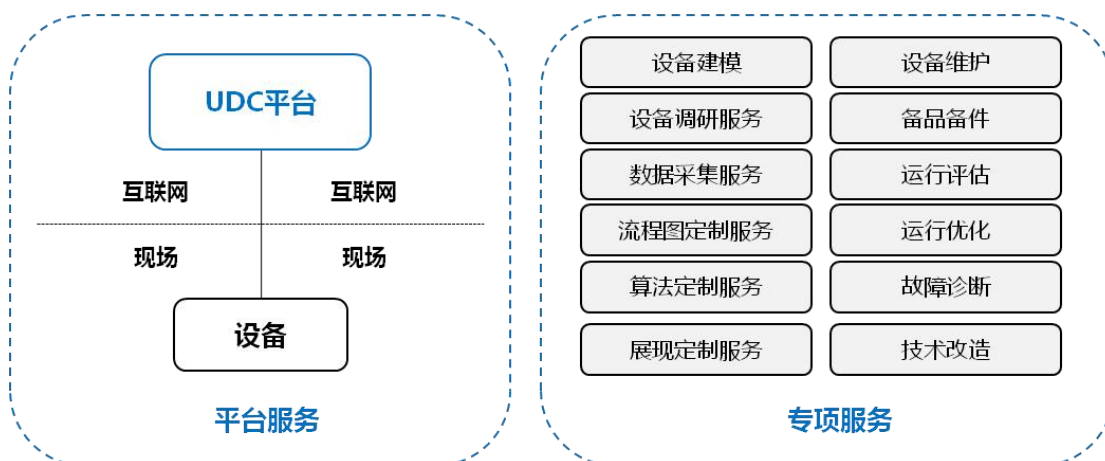 UDC平台
互联网 互联网
现场 现场
设备
平台服务
设备建模 设备维护
设备调研服务 备品备件
数据采集服务 运行评估
流程图定制服务 运行优化
算法定制服务 故障诊断
展现定制服务 技术改造
专项服务